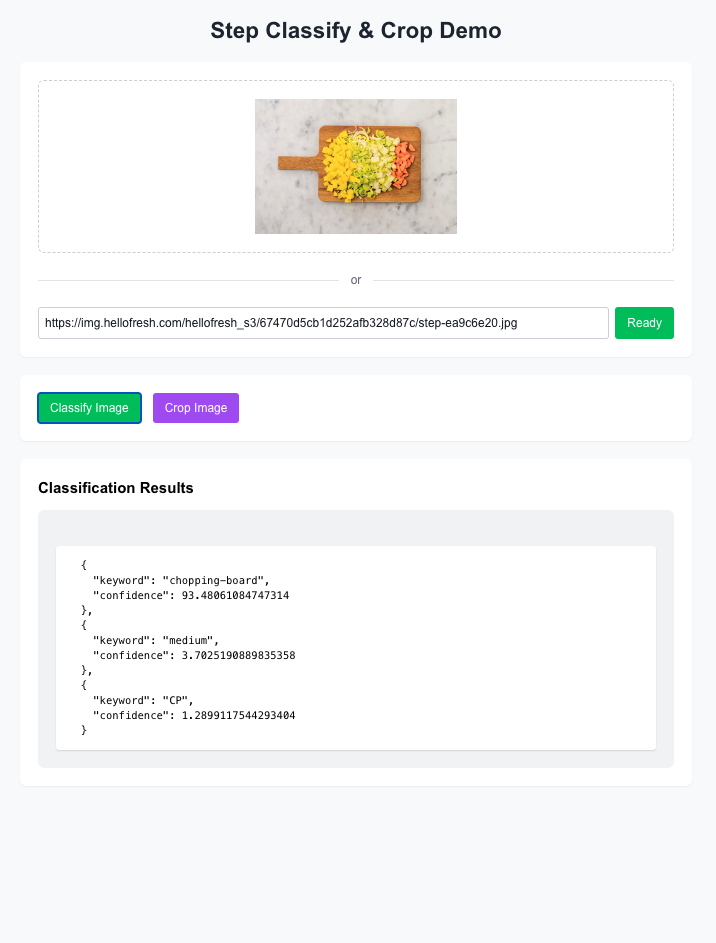 Step Classify & Crop Demo
or
https://img.hellofresh.com/hellofresh_s3/67470d5cb1d252afb328d87c/step-ea9c6e20.jpg
Ready
Classify Image
Crop Image
Classification Results
{
"keyword": "chopping-board",
"confidence": 93.48061084747314
},
{
"keyword": "medium",
"confidence": 3.7025190889835358
},
{
"keyword": "CP",
"confidence": 1.2899117544293404
}